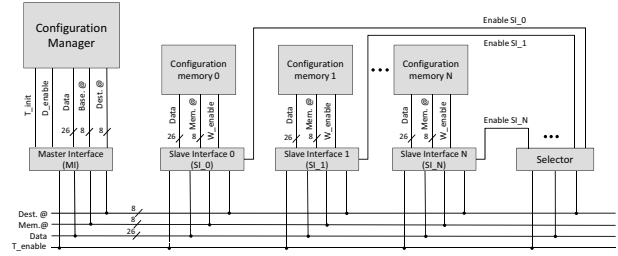 Enable SI_0
Enable SI_1
Configuration
Manager
Configuration
memory 0
Configuration
memory 1
Configuration
memory N
T_init
D_enable
Data
Base. @
Dest. @
26
8
8
Data
Mem. @
W_enable
26
8
Data
Mem. @
W_enable
26
8
Data
Mem. @
W_enable
26
8
Enable SI_N
Master Interface
(MI)
Slave Interface 0
(SI_0)
Slave Interface 1
(SI_1)
Slave Interface N
(SI_N)
Selector
Dest. @
8
Mem.@
8
Data
26
T_enable